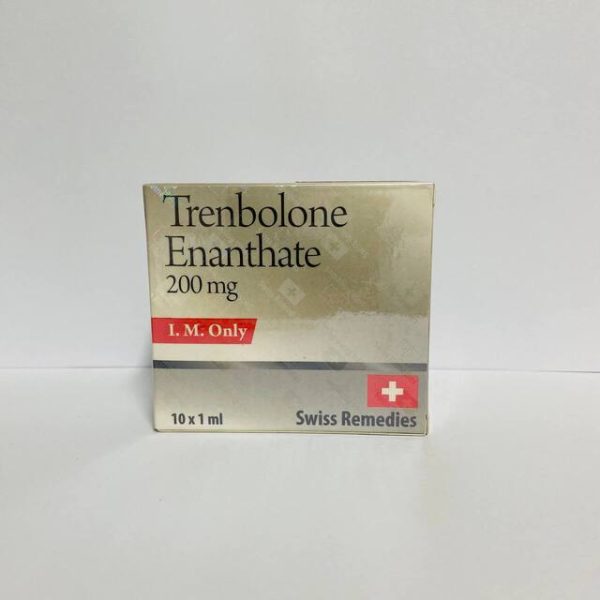 Trenbolone
Enanthate
200 mg
I. M. Only
10 x 1 ml
Swiss Remedies